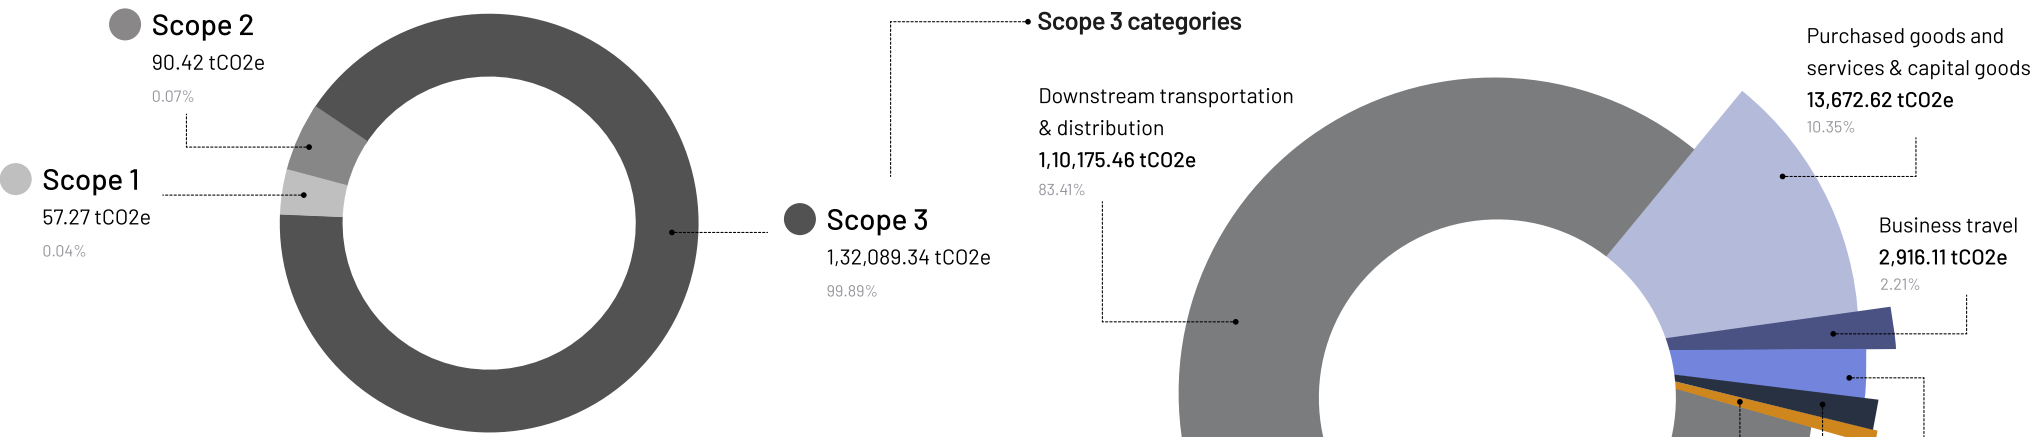 Scope 2
90.42 tCO2e
0.07%
Scope 1
57.27 tCO2e
0.04%
Scope 3
1,32,089.34 tCO2e
99.89%
Scope 3 categories
Downstream transportation
& distribution
1,10,175.46 tCO2e
83.41%
Purchased goods and
services & capital goods
13,672.62 tCO2e
10.35%
Business travel
2,916.11 tCO2e
2.21%